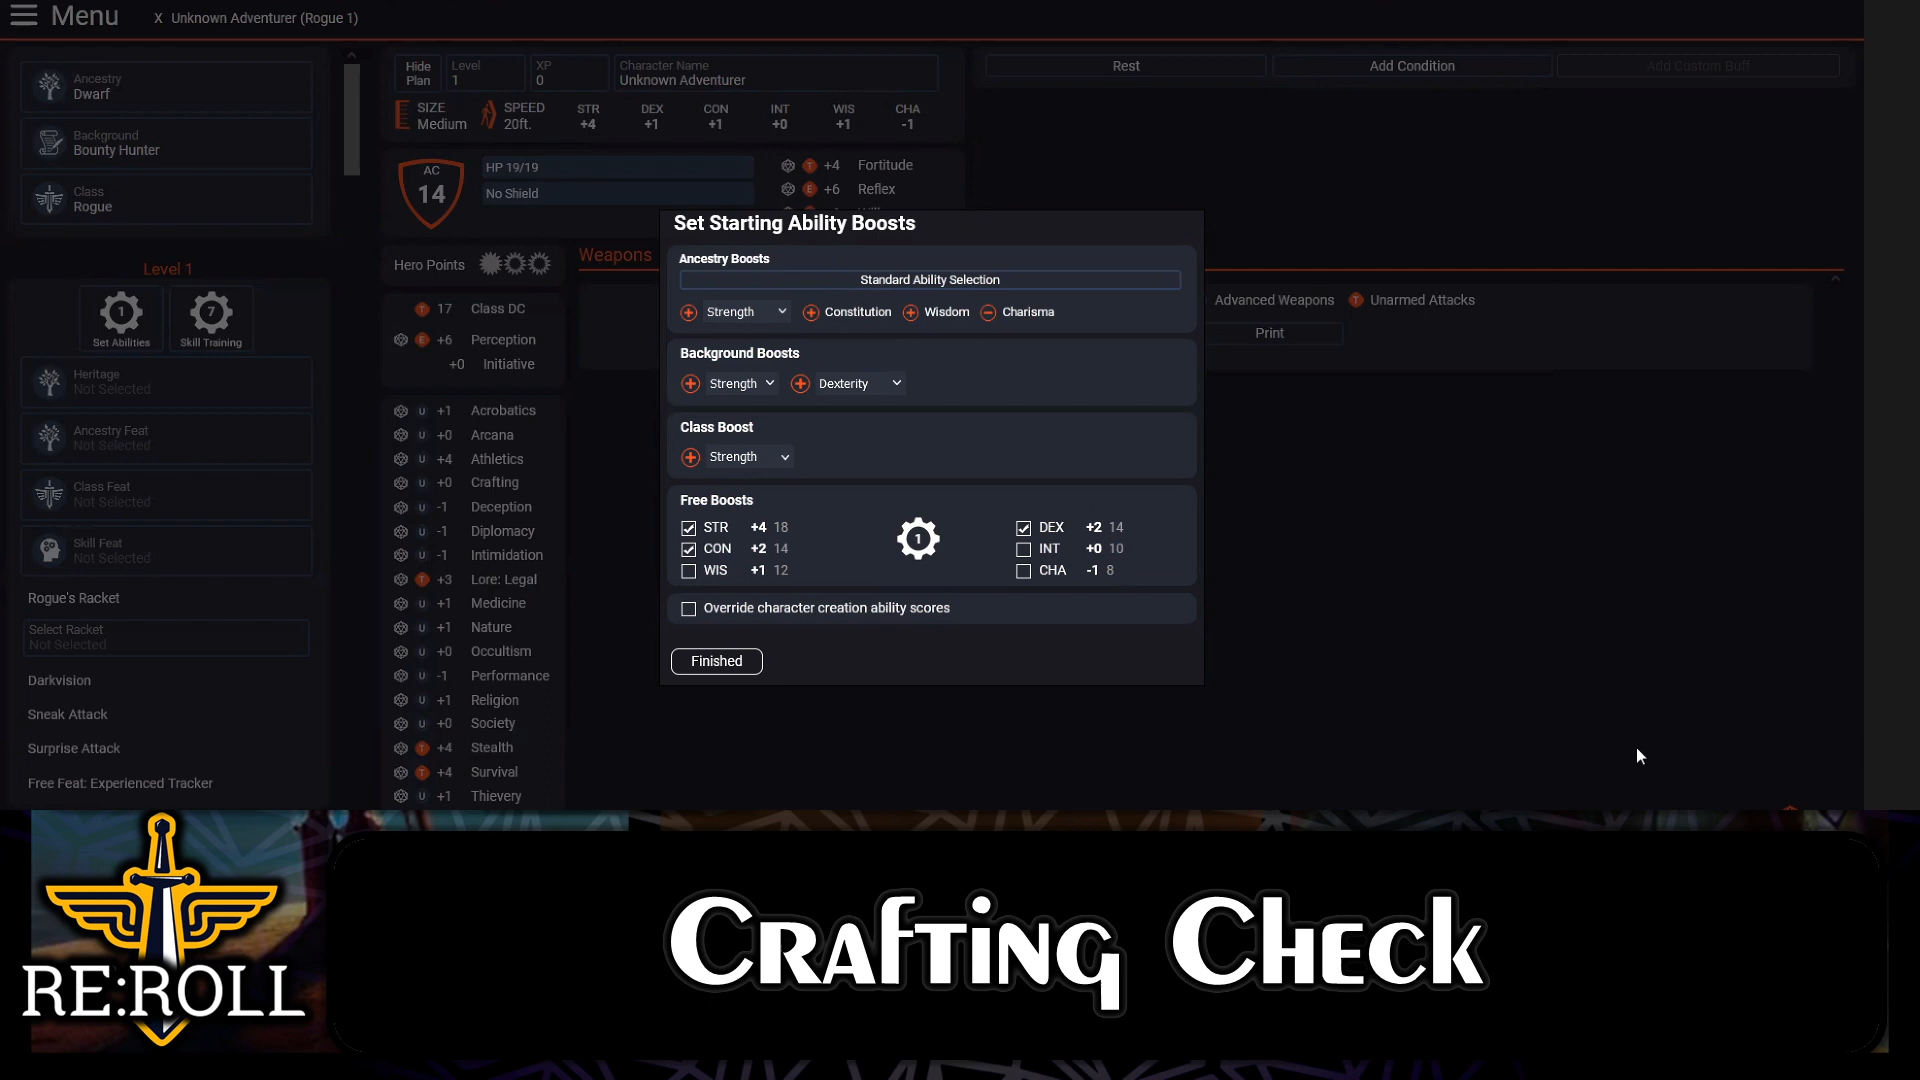 Menu
X Unknown Adventurer (Rogue 1)
Ancestry
Dwarf
Background
Bounty Hunter
Class
Rogue
Level 1
1
Set Abilities
7
Skill Training
Heritage
Not Selected
Ancestry Feat
Not Selected
Class Feat
Not Selected
Skill Feat
Not Selected
Rogue's Racket
Select Racket
Not Selected
Darkvision
Sneak Attack
Surprise Attack
Free Feat: Experienced Tracker
Hide Plan
Level
1
XP
0
Character Name
Unknown Adventurer
SIZE
Medium
SPEED
20ft.
STR +4
DEX +1
CON +1
INT +0
WIS +1
CHA -1
AC
14
HP 19/19
No Shield
T +4 Fortitude
E +6 Reflex
Hero Points
T 17 Class DC
E +6 Perception
+0 Initiative
U +1 Acrobatics
U +0 Arcana
U +4 Athletics
U +0 Crafting
U -1 Deception
U -1 Diplomacy
U -1 Intimidation
T +3 Lore: Legal
U +1 Medicine
U +1 Nature
U +0 Occultism
U -1 Performance
U +1 Religion
U +0 Society
T +4 Stealth
T +4 Survival
U +1 Thievery
Rest
Add Condition
Add Custom Buff
Weapons
Advanced Weapons
T Unarmed Attacks
Print
Set Starting Ability Boosts
Ancestry Boosts
Standard Ability Selection
Strength Constitution Wisdom Charisma
Background Boosts
Strength Dexterity
Class Boost
Strength
Free Boosts
STR +4 18
CON +2 14
WIS +1 12
1
DEX +2 14
INT +0 10
CHA -1 8
Override character creation ability scores
Finished
RE:ROLL
Crafting Check